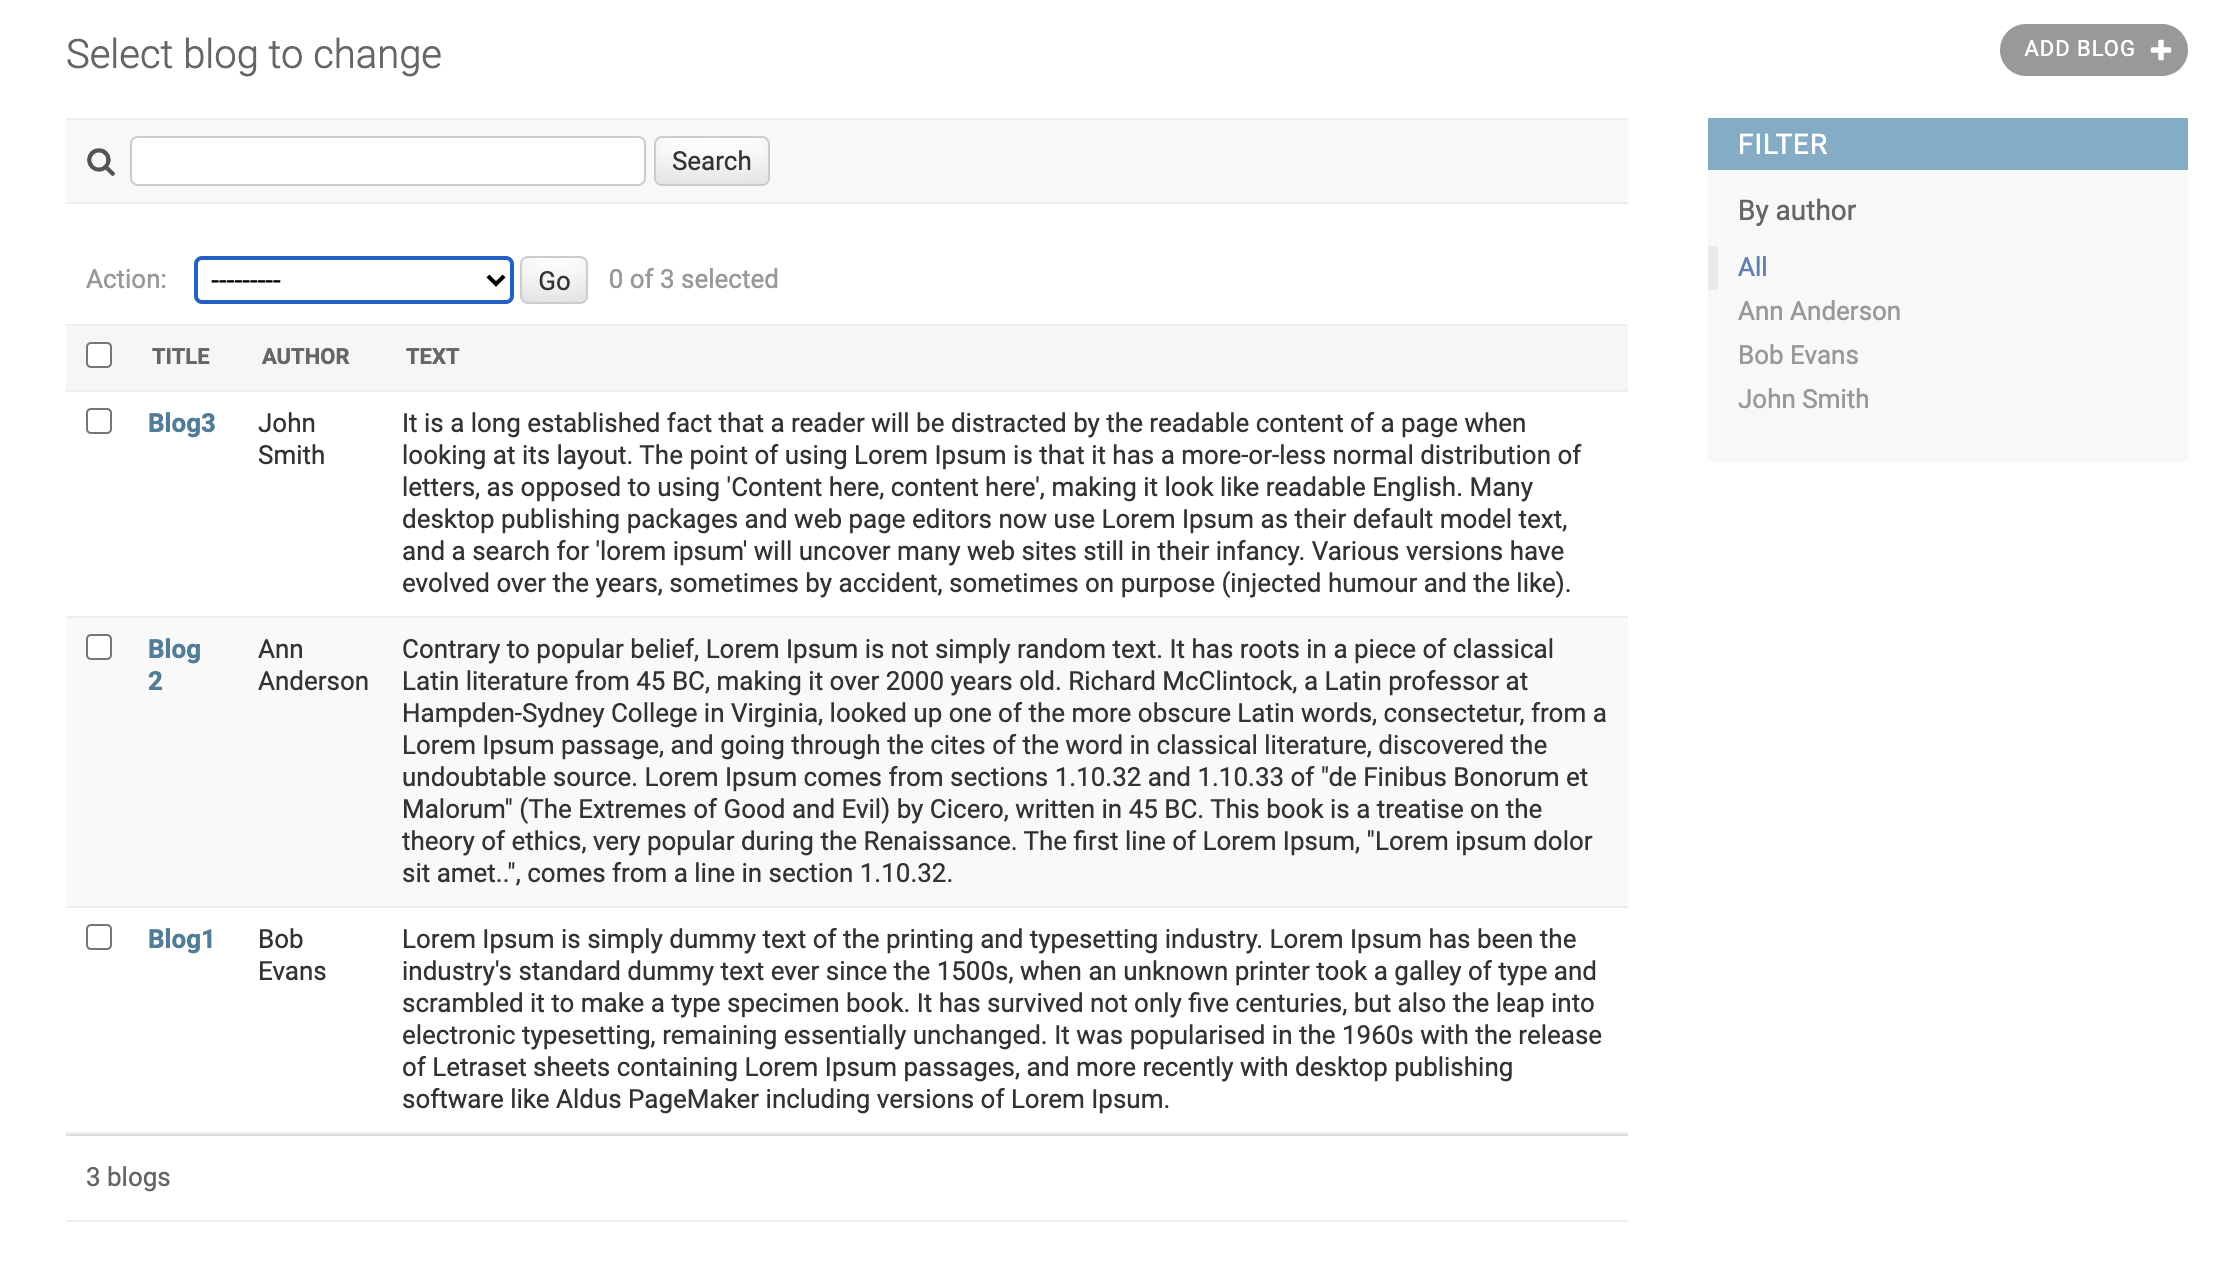 Select blog to change
ADD BLOG
Search
Action:
---------
Go
0 of 3 selected
TITLE AUTHOR TEXT
Blog3
John
Smith
It is a long established fact that a reader will be distracted by the readable content of a page when
looking at its layout. The point of using Lorem Ipsum is that it has a more-or-less normal distribution of
letters, as opposed to using 'Content here, content here', making it look like readable English. Many
desktop publishing packages and web page editors now use Lorem Ipsum as their default model text,
and a search for 'lorem ipsum' will uncover many web sites still in their infancy. Various versions have
evolved over the years, sometimes by accident, sometimes on purpose (injected humour and the like).
Blog
2
Ann
Anderson
Contrary to popular belief, Lorem Ipsum is not simply random text. It has roots in a piece of classical
Latin literature from 45 BC, making it over 2000 years old. Richard McClintock, a Latin professor at
Hampden-Sydney College in Virginia, looked up one of the more obscure Latin words, consectetur, from a
Lorem Ipsum passage, and going through the cites of the word in classical literature, discovered the
undoubtable source. Lorem Ipsum comes from sections 1.10.32 and 1.10.33 of "de Finibus Bonorum et
Malorum" (The Extremes of Good and Evil) by Cicero, written in 45 BC. This book is a treatise on the
theory of ethics, very popular during the Renaissance. The first line of Lorem Ipsum, "Lorem ipsum dolor
sit amet..", comes from a line in section 1.10.32.
Blog1
Bob
Evans
Lorem Ipsum is simply dummy text of the printing and typesetting industry. Lorem Ipsum has been the
industry's standard dummy text ever since the 1500s, when an unknown printer took a galley of type and
scrambled it to make a type specimen book. It has survived not only five centuries, but also the leap into
electronic typesetting, remaining essentially unchanged. It was popularised in the 1960s with the release
of Letraset sheets containing Lorem Ipsum passages, and more recently with desktop publishing
software like Aldus PageMaker including versions of Lorem Ipsum.
3 blogs
FILTER
By author
All
Ann Anderson
Bob Evans
John Smith